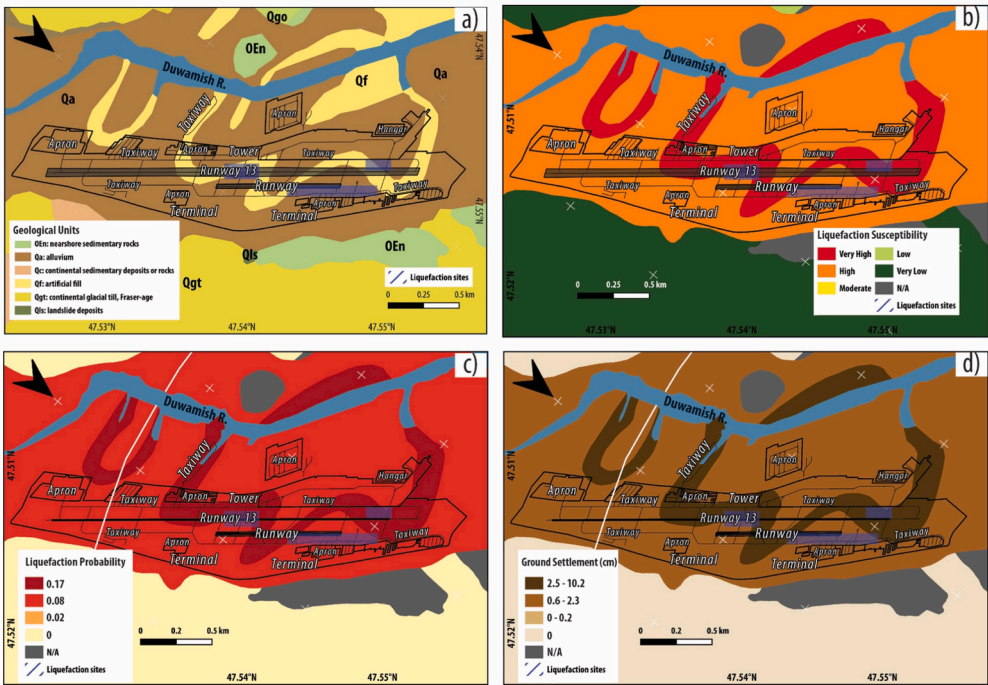 a)
Qgo
OEn
47.54°N
Duwamish R.
Qf
Qa
Qa
Taxiway
Apron
Hangar
Apron
Taxiway
Apron
Tower
Taxiway
Runway 13
Taxiway
Runway
Taxiway
Apron
Apron
Terminal
Terminal
47.55°N
Qls
OEn
Qgt
Geological Units
OEn: nearshore sedimentary rocks
Qa: alluvium
Qc: continental sedimentary deposits or rocks
Qf: artificial fill
Qgt: continental glacial till, Fraser-age
Qls: landslide deposits
Liquefaction sites
0 0.25 0.5 km
47.53°N 47.54°N 47.55°N
b)
Duwamish R.
47.51°N
Taxiway
Apron
Hangar
Apron
Taxiway
Apron
Tower
Taxiway
Runway 13
Taxiway
Runway
Taxiway
Apron
Apron
Terminal
Terminal
47.52°N
0 0.25 0.5 km
Liquefaction Susceptibility
Very High
High
Moderate
Low
Very Low
N/A
Liquefaction sites
47.53°N 47.54°N 47.55°N
c)
Duwamish R.
47.51°N
Taxiway
Apron
Hangar
Apron
Taxiway
Apron
Tower
Taxiway
Runway 13
Taxiway
Runway
Taxiway
Apron
Apron
Terminal
Terminal
47.52°N
Liquefaction Probability
0.17
0.08
0.02
0
N/A
Liquefaction sites
0 0.2 0.5 km
47.54°N 47.55°N
d)
Duwamish R.
47.51°N
Taxiway
Apron
Hangar
Apron
Taxiway
Apron
Tower
Taxiway
Runway 13
Taxiway
Runway
Taxiway
Apron
Apron
Terminal
Terminal
47.52°N
Ground Settlement (cm)
2.5 - 10.2
0.6 - 2.3
0 - 0.2
0
N/A
Liquefaction sites
0 0.2 0.5 km
47.54°N 47.55°N